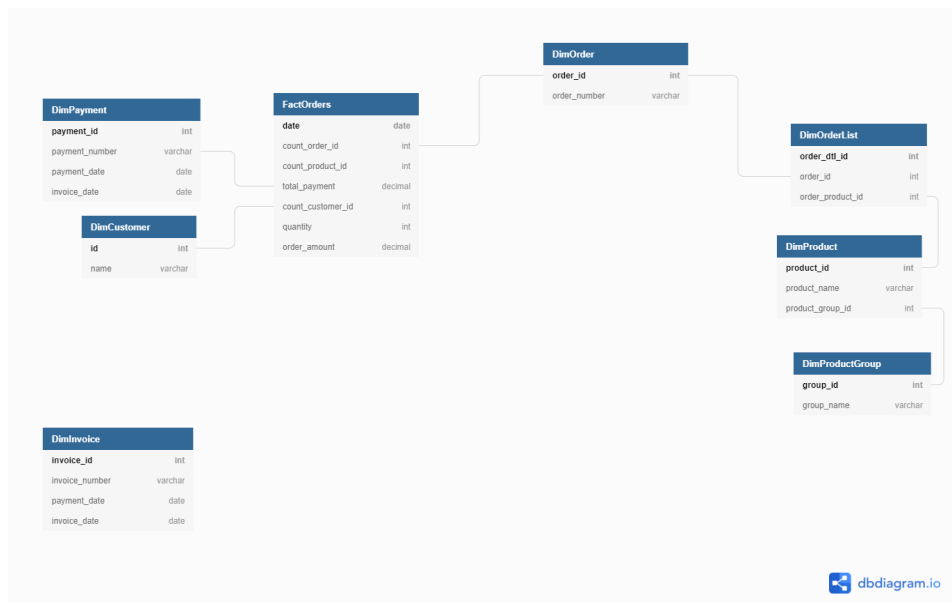 DimOrder
order_id int
order_number varchar
DimPayment
payment_id int
payment_number varchar
payment_date date
invoice_date date
FactOrders
date date
count_order_id int
count_product_id int
total_payment decimal
count_customer_id int
quantity int
order_amount decimal
DimOrderList
order_dtl_id int
order_id int
order_product_id int
DimCustomer
id int
name varchar
DimProduct
product_id int
product_name varchar
product_group_id int
DimProductGroup
group_id int
group_name varchar
DimInvoice
invoice_id int
invoice_number varchar
payment_date date
invoice_date date
dbdiagram.io